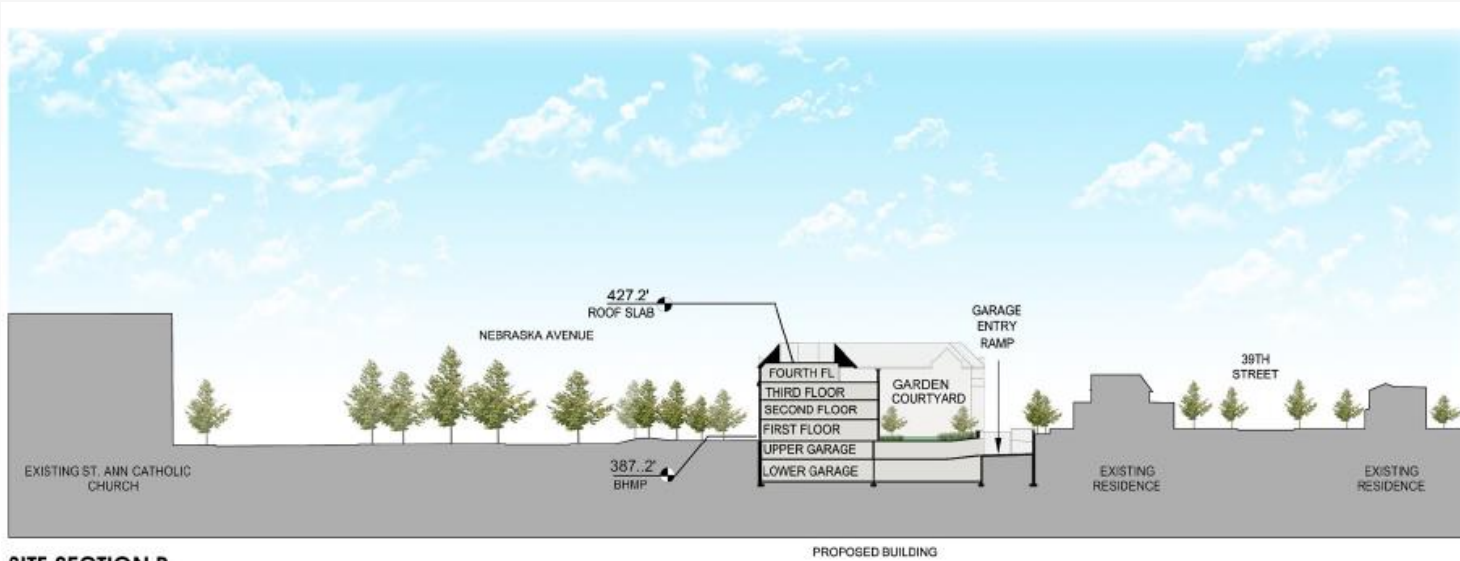 427.2'
ROOF SLAB
NEBRASKA AVENUE
GARAGE
ENTRY
RAMP
39TH
STREET
FOURTH FL
THIRD FLOOR
SECOND FLOOR
FIRST FLOOR
UPPER GARAGE
LOWER GARAGE
GARDEN
COURTYARD
387..2'
BHMP
EXISTING ST. ANN CATHOLIC
CHURCH
EXISTING
RESIDENCE
EXISTING
RESIDENCE
PROPOSED BUILDING
SITE SECTION